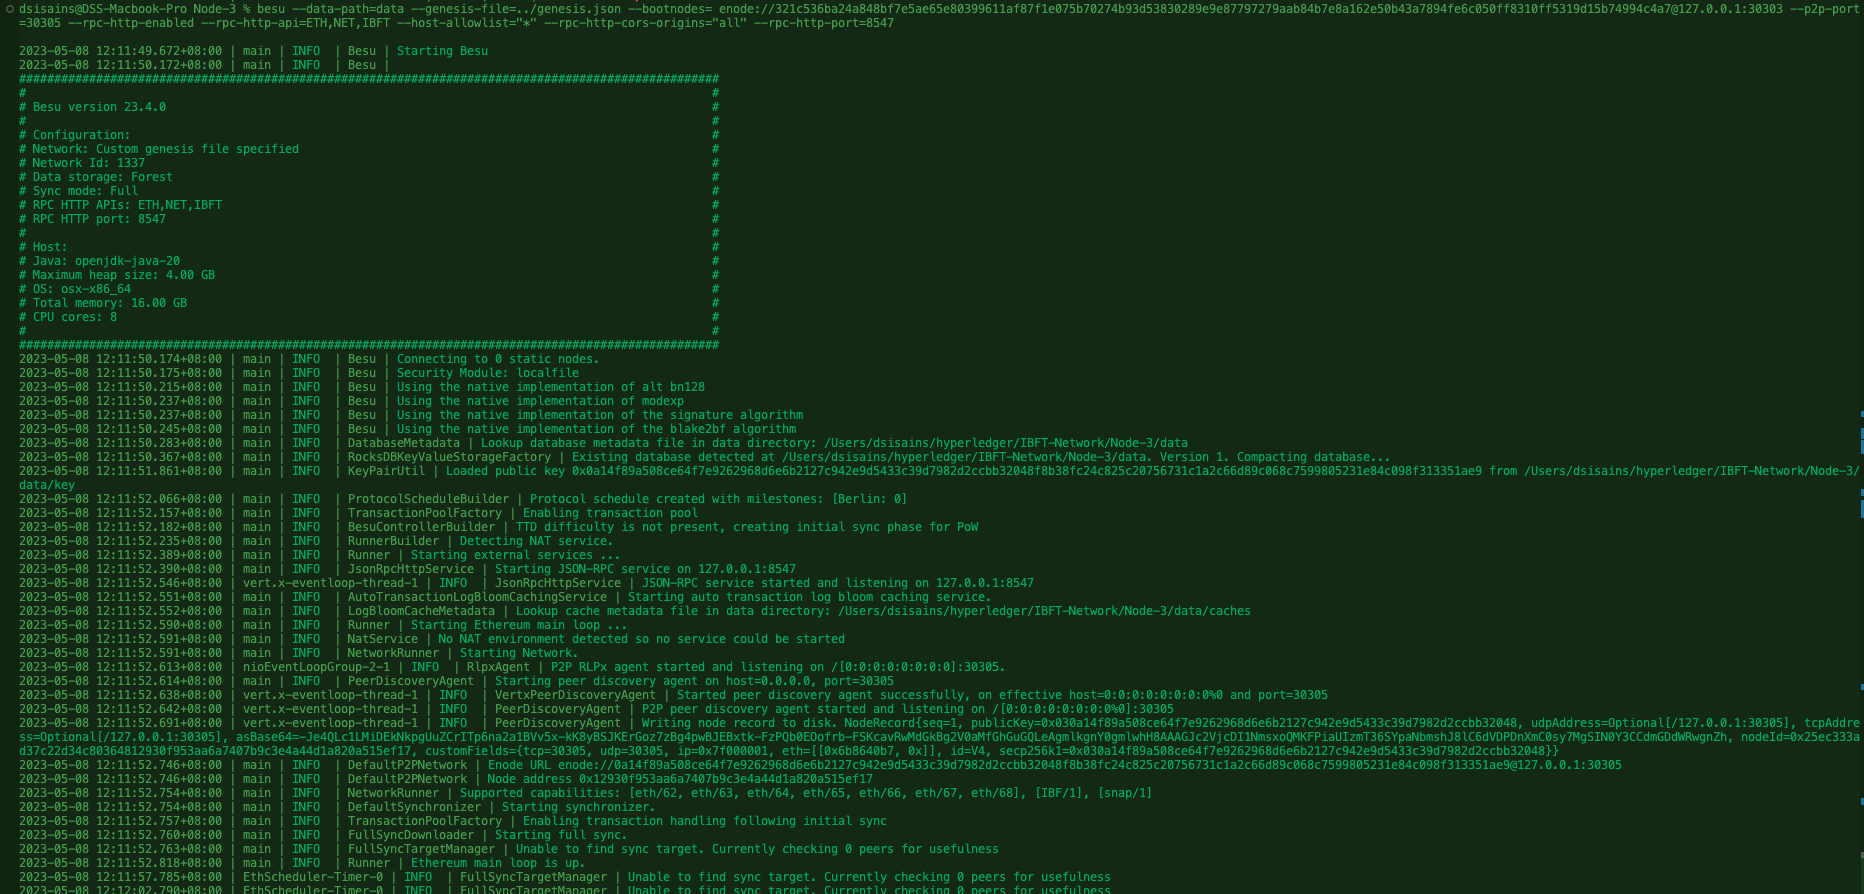 dsisains@DSS-Macbook-Pro Node-3 % besu --data-path=data --genesis-file=../genesis.json --bootnodes= enode://321c536ba24a848bf7e5ae65e80399611af87f1e075b70274b93d53830289e9e87797279aab84b7e8a162e50b43a7894fe6c050ff8310ff5319d15b74994c4a7@127.0.0.1:30303 --p2p-port
=30305 --rpc-http-enabled --rpc-http-api=ETH,NET,IBFT --host-allowlist="*" --rpc-http-cors-origins="all" --rpc-http-port=8547
2023-05-08 12:11:49.672+08:00 | main | INFO  | Besu | Starting Besu
2023-05-08 12:11:50.172+08:00 | main | INFO  | Besu |
####################################################################################################
#                                                                                                  #
# Besu version 23.4.0                                                                              #
#                                                                                                  #
# Configuration:                                                                                   #
# Network: Custom genesis file specified                                                           #
# Network Id: 1337                                                                                 #
# Data storage: Forest                                                                             #
# Sync mode: Full                                                                                  #
# RPC HTTP APIs: ETH,NET,IBFT                                                                      #
# RPC HTTP port: 8547                                                                              #
#                                                                                                  #
# Host:                                                                                            #
# Java: openjdk-java-20                                                                            #
# Maximum heap size: 4.00 GB                                                                       #
# OS: osx-x86_64                                                                                   #
# Total memory: 16.00 GB                                                                           #
# CPU cores: 8                                                                                     #
#                                                                                                  #
####################################################################################################
2023-05-08 12:11:50.174+08:00 | main | INFO  | Besu | Connecting to 0 static nodes.
2023-05-08 12:11:50.175+08:00 | main | INFO  | Besu | Security Module: localfile
2023-05-08 12:11:50.215+08:00 | main | INFO  | Besu | Using the native implementation of alt bn128
2023-05-08 12:11:50.237+08:00 | main | INFO  | Besu | Using the native implementation of modexp
2023-05-08 12:11:50.237+08:00 | main | INFO  | Besu | Using the native implementation of the signature algorithm
2023-05-08 12:11:50.245+08:00 | main | INFO  | Besu | Using the native implementation of the blake2bf algorithm
2023-05-08 12:11:50.283+08:00 | main | INFO  | DatabaseMetadata | Lookup database metadata file in data directory: /Users/dsisains/hyperledger/IBFT-Network/Node-3/data
2023-05-08 12:11:50.367+08:00 | main | INFO  | RocksDBKeyValueStorageFactory | Existing database detected at /Users/dsisains/hyperledger/IBFT-Network/Node-3/data. Version 1. Compacting database...
2023-05-08 12:11:51.861+08:00 | main | INFO  | KeyPairUtil | Loaded public key 0x0a14f89a508ce64f7e9262968d6e6b2127c942e9d5433c39d7982d2ccbb32048f8b38fc24c825c20756731c1a2c66d89c068c7599805231e84c098f313351ae9 from /Users/dsisains/hyperledger/IBFT-Network/Node-3/
data/key
2023-05-08 12:11:52.066+08:00 | main | INFO  | ProtocolScheduleBuilder | Protocol schedule created with milestones: [Berlin: 0]
2023-05-08 12:11:52.157+08:00 | main | INFO  | TransactionPoolFactory | Enabling transaction pool
2023-05-08 12:11:52.182+08:00 | main | INFO  | BesuControllerBuilder | TTD difficulty is not present, creating initial sync phase for PoW
2023-05-08 12:11:52.235+08:00 | main | INFO  | RunnerBuilder | Detecting NAT service.
2023-05-08 12:11:52.389+08:00 | main | INFO  | Runner | Starting external services ...
2023-05-08 12:11:52.390+08:00 | main | INFO  | JsonRpcHttpService | Starting JSON-RPC service on 127.0.0.1:8547
2023-05-08 12:11:52.546+08:00 | vert.x-eventloop-thread-1 | INFO  | JsonRpcHttpService | JSON-RPC service started and listening on 127.0.0.1:8547
2023-05-08 12:11:52.551+08:00 | main | INFO  | AutoTransactionLogBloomCachingService | Starting auto transaction log bloom caching service.
2023-05-08 12:11:52.552+08:00 | main | INFO  | LogBloomCacheMetadata | Lookup cache metadata file in data directory: /Users/dsisains/hyperledger/IBFT-Network/Node-3/data/caches
2023-05-08 12:11:52.590+08:00 | main | INFO  | Runner | Starting Ethereum main loop ...
2023-05-08 12:11:52.591+08:00 | main | INFO  | NatService | No NAT environment detected so no service could be started
2023-05-08 12:11:52.591+08:00 | main | INFO  | NetworkRunner | Starting Network.
2023-05-08 12:11:52.613+08:00 | nioEventLoopGroup-2-1 | INFO  | RlpxAgent | P2P RLPx agent started and listening on /[0:0:0:0:0:0:0:0]:30305.
2023-05-08 12:11:52.614+08:00 | main | INFO  | PeerDiscoveryAgent | Starting peer discovery agent on host=0.0.0.0, port=30305
2023-05-08 12:11:52.638+08:00 | vert.x-eventloop-thread-1 | INFO  | VertxPeerDiscoveryAgent | Started peer discovery agent successfully, on effective host=0:0:0:0:0:0:0:0%0 and port=30305
2023-05-08 12:11:52.642+08:00 | vert.x-eventloop-thread-1 | INFO  | PeerDiscoveryAgent | P2P peer discovery agent started and listening on /[0:0:0:0:0:0:0:0%0]:30305
2023-05-08 12:11:52.691+08:00 | vert.x-eventloop-thread-1 | INFO  | PeerDiscoveryAgent | Writing node record to disk. NodeRecord{seq=1, publicKey=0x030a14f89a508ce64f7e9262968d6e6b2127c942e9d5433c39d7982d2ccbb32048, udpAddress=Optional[/127.0.0.1:30305], tcpAddre
ss=Optional[/127.0.0.1:30305], asBase64=-Je4QLc1LMiDEkNkpgUuZCrITp6na2a1BVv5x-kK8yBSJKErGoz7zBg4pwBJEBxtk-FzPQb0EOofrb-FSKcavRwMdGkBg2V0aMfGhGuGQLeAgmlkgnY0gmlwhH8AAAGJc2VjcDI1NmsxoQMKFPiaUIzmT36SYpaNbmshJ8lC6dVDPDnXmC0sy7MgSIN0Y3CCdmGDdWRwgnZh, nodeId=0x25ec333a
d37c22d34c80364812930f953aa6a7407b9c3e4a44d1a820a515ef17, customFields={tcp=30305, udp=30305, ip=0x7f000001, eth=[[0x6b8640b7, 0x]], id=V4, secp256k1=0x030a14f89a508ce64f7e9262968d6e6b2127c942e9d5433c39d7982d2ccbb32048}}
2023-05-08 12:11:52.746+08:00 | main | INFO  | DefaultP2PNetwork | Enode URL enode://0a14f89a508ce64f7e9262968d6e6b2127c942e9d5433c39d7982d2ccbb32048f8b38fc24c825c20756731c1a2c66d89c068c7599805231e84c098f313351ae9@127.0.0.1:30305
2023-05-08 12:11:52.746+08:00 | main | INFO  | DefaultP2PNetwork | Node address 0x12930f953aa6a7407b9c3e4a44d1a820a515ef17
2023-05-08 12:11:52.754+08:00 | main | INFO  | NetworkRunner | Supported capabilities: [eth/62, eth/63, eth/64, eth/65, eth/66, eth/67, eth/68], [IBF/1], [snap/1]
2023-05-08 12:11:52.754+08:00 | main | INFO  | DefaultSynchronizer | Starting synchronizer.
2023-05-08 12:11:52.757+08:00 | main | INFO  | TransactionPoolFactory | Enabling transaction handling following initial sync
2023-05-08 12:11:52.760+08:00 | main | INFO  | FullSyncDownloader | Starting full sync.
2023-05-08 12:11:52.763+08:00 | main | INFO  | FullSyncTargetManager | Unable to find sync target. Currently checking 0 peers for usefulness
2023-05-08 12:11:52.818+08:00 | main | INFO  | Runner | Ethereum main loop is up.
2023-05-08 12:11:57.785+08:00 | EthScheduler-Timer-0 | INFO  | FullSyncTargetManager | Unable to find sync target. Currently checking 0 peers for usefulness
2023-05-08 12:12:02.790+08:00 | EthScheduler-Timer-0 | INFO  | FullSyncTargetManager | Unable to find sync target. Currently checking 0 peers for usefulness